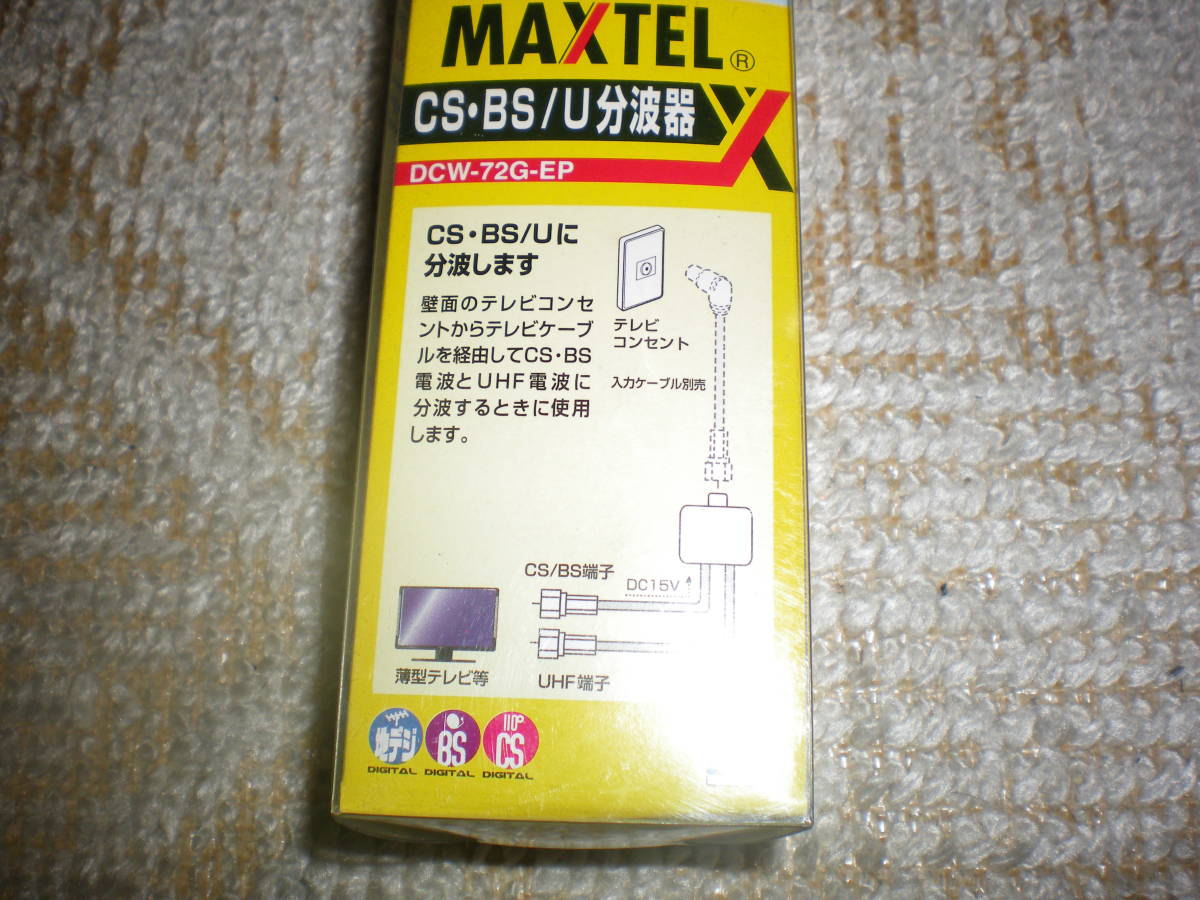 MAXTEL®
CS・BS/U分波器
DCW-72G-EP
CS・BS/Uに
分波します
壁面のテレビコンセ
ントからテレビケーブ
ルを経由してCS・BS
電波とUHF電波に
分波するときに使用
します。
テレビ
コンセント
入力ケーブル別売
CS/BS端子
DC15V
薄型テレビ等
UHF端子
地デジ
DIGITAL
BS
DIGITAL
110°
CS
DIGITAL